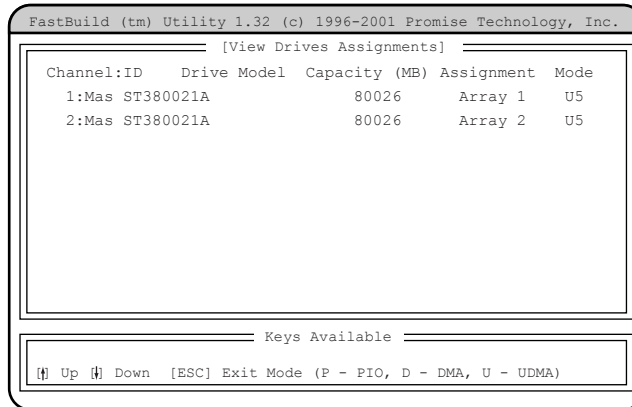 FastBuild (tm) Utility 1.32 (c) 1996-2001 Promise Technology, Inc.
[View Drives Assignments]
Channel:ID Drive Model Capacity (MB) Assignment Mode
1:Mas ST380021A 80026 Array 1 U5
2:Mas ST380021A 80026 Array 2 U5
Keys Available
[↑] Up [↓] Down [ESC] Exit Mode (P - PIO, D - DMA, U - UDMA)